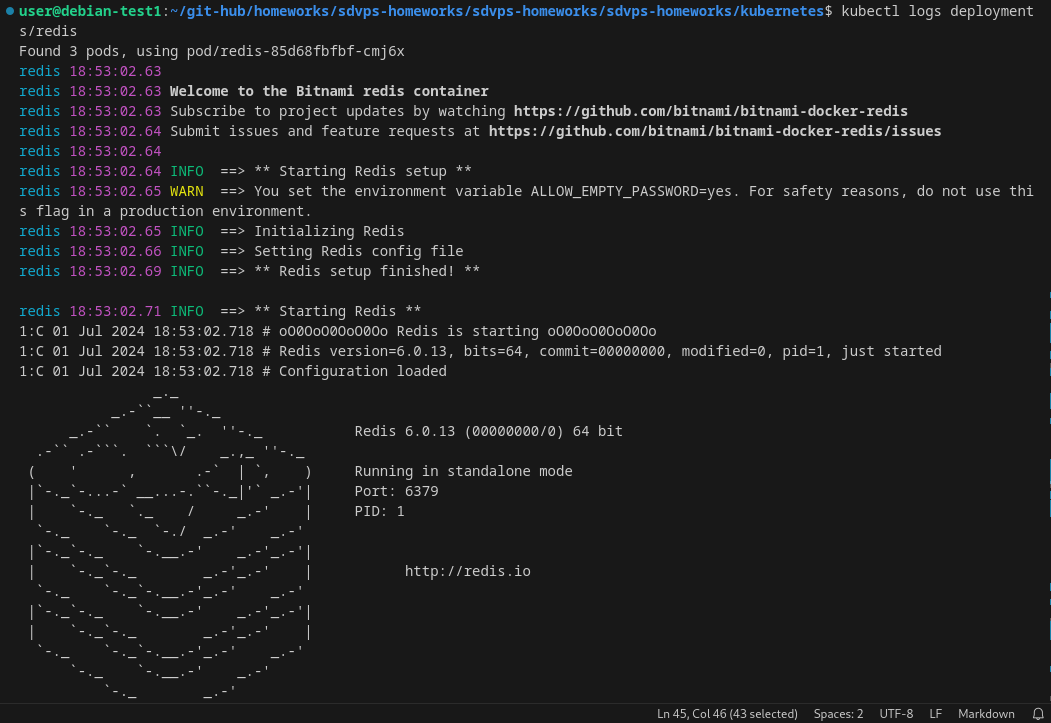 user@debian-test1:~/git-hub/homeworks/sdvps-homeworks/sdvps-homeworks/sdvps-homeworks/kubernetes$ kubectl logs deployment
s/redis
Found 3 pods, using pod/redis-85d68fbfbf-cmj6x
redis 18:53:02.63
redis 18:53:02.63 Welcome to the Bitnami redis container
redis 18:53:02.63 Subscribe to project updates by watching https://github.com/bitnami/bitnami-docker-redis
redis 18:53:02.64 Submit issues and feature requests at https://github.com/bitnami/bitnami-docker-redis/issues
redis 18:53:02.64
redis 18:53:02.64 INFO  ==> ** Starting Redis setup **
redis 18:53:02.65 WARN  ==> You set the environment variable ALLOW_EMPTY_PASSWORD=yes. For safety reasons, do not use thi
s flag in a production environment.
redis 18:53:02.65 INFO  ==> Initializing Redis
redis 18:53:02.66 INFO  ==> Setting Redis config file
redis 18:53:02.69 INFO  ==> ** Redis setup finished! **
redis 18:53:02.71 INFO  ==> ** Starting Redis **
1:C 01 Jul 2024 18:53:02.718 # oO0OoO0OoO0Oo Redis is starting oO0OoO0OoO0Oo
1:C 01 Jul 2024 18:53:02.718 # Redis version=6.0.13, bits=64, commit=00000000, modified=0, pid=1, just started
1:C 01 Jul 2024 18:53:02.718 # Configuration loaded
Redis 6.0.13 (00000000/0) 64 bit
Running in standalone mode
Port: 6379
PID: 1
http://redis.io
Ln 45, Col 46 (43 selected) Spaces: 2 UTF-8 LF Markdown